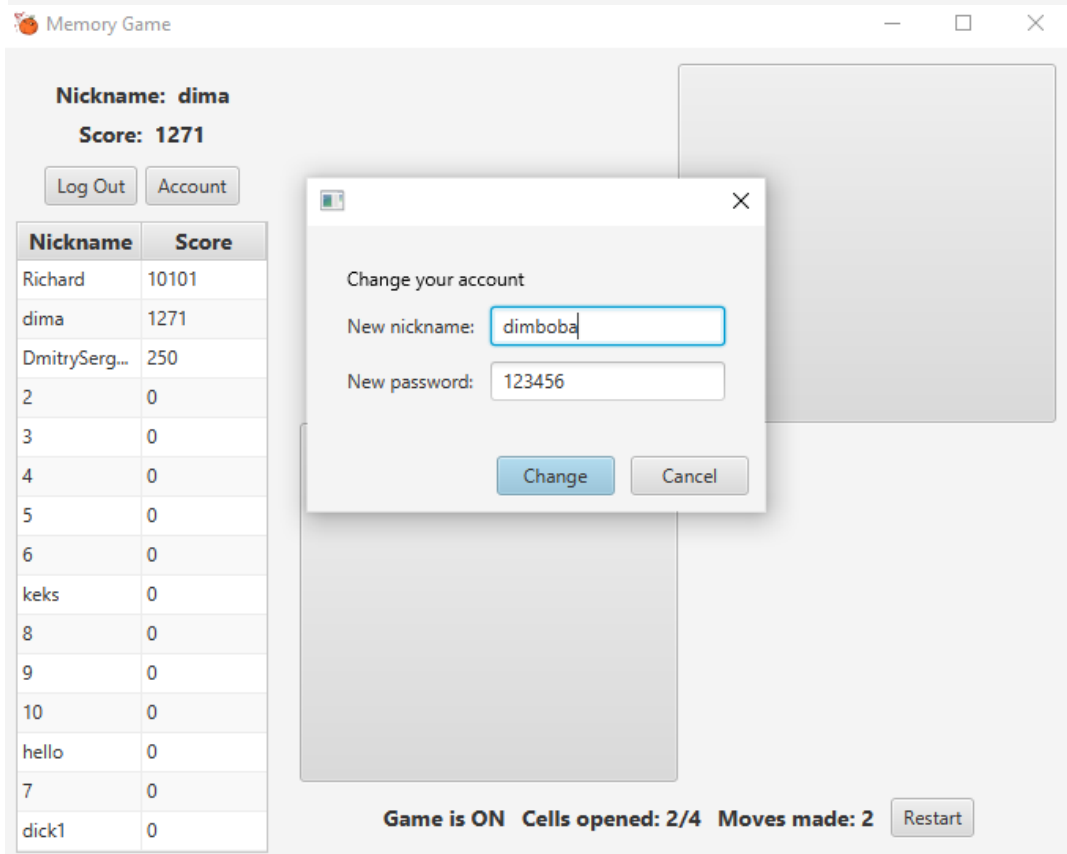 Memory Game
Nickname: dima
Score: 1271
Log Out Account
Nickname Score
Richard 10101
dima 1271
DmitrySerg... 250
2 0
3 0
4 0
5 0
6 0
keks 0
8 0
9 0
10 0
hello 0
7 0
dick1 0
Change your account
New nickname: dimboba
New password: 123456
Change Cancel
Game is ON Cells opened: 2/4 Moves made: 2 Restart